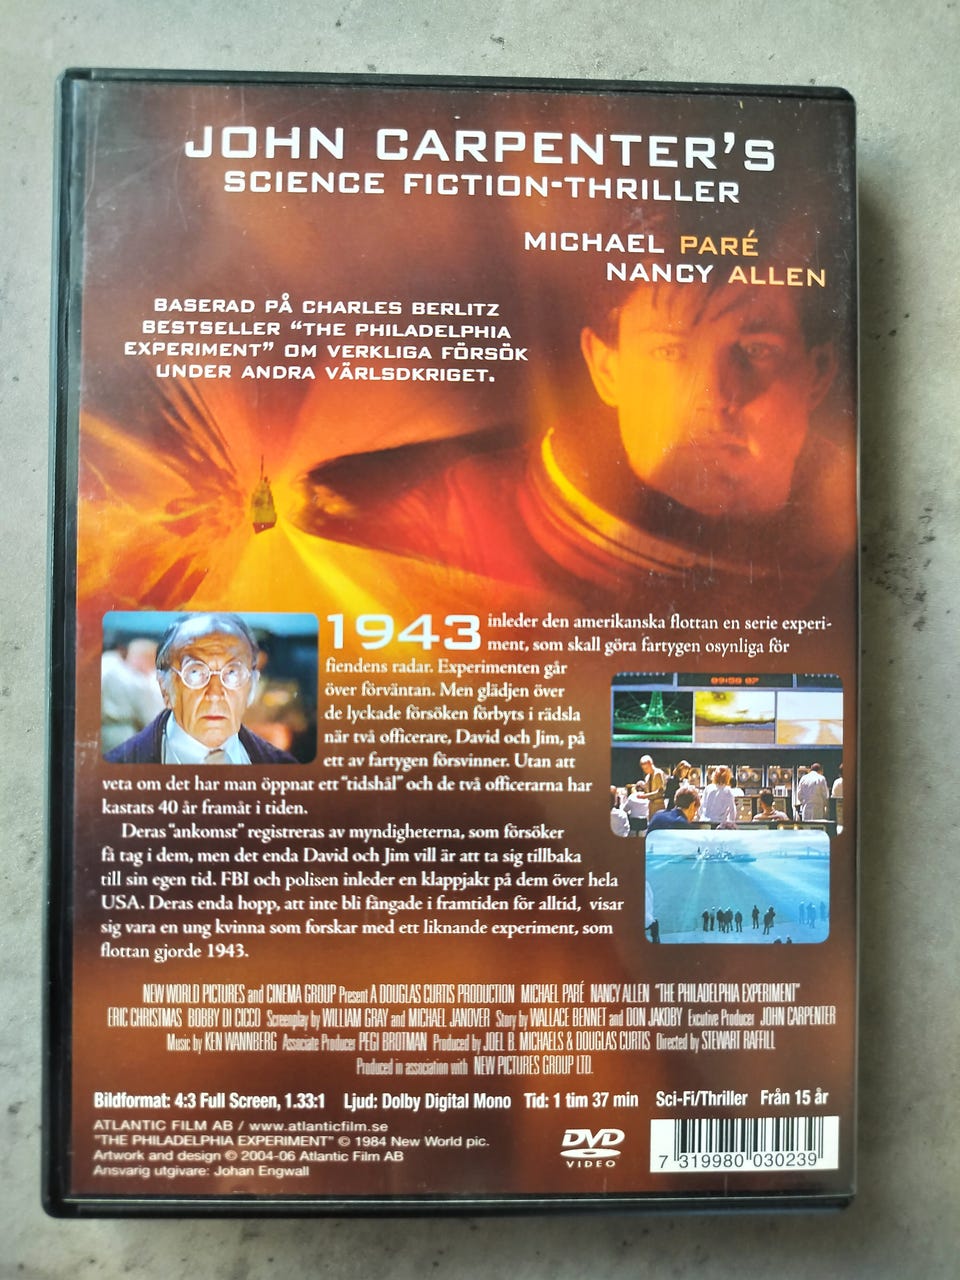 JOHN CARPENTER'S
SCIENCE FICTION-THRILLER
MICHAEL PARÉ
NANCY ALLEN
BASERAD PÅ CHARLES BERLITZ
BESTSELLER "THE PHILADELPHIA
EXPERIMENT" OM VERKLIGA FÖRSÖK
UNDER ANDRA VÄRLSDKRIGET.
1943 inleder den amerikanska flottan en serie experi-
ment, som skall göra fartygen osynliga för
fiendens radar. Experimenten går
över förväntan. Men glädjen över
de lyckade försöken förbyts i rädsla
när två officerare, David och Jim, på
ett av fartygen försvinner. Utan att
veta om det har man öppnat ett "tidshål" och de två officerarna har
kastats 40 år framåt i tiden.
Deras "ankomst" registreras av myndigheterna, som försöker
få tag i dem, men det enda David och Jim vill är att ta sig tillbaka
till sin egen tid. FBI och polisen inleder en klappjakt på dem över hela
USA. Deras enda hopp, att inte bli fångade i framtiden för alltid, visar
sig vara en ung kvinna som forskar med ett liknande experiment, som
flottan gjorde 1943.
NEW WORLD PICTURES and CINEMA GROUP Present A DOUGLAS CURTIS PRODUCTION MICHAEL PARÉ NANCY ALLEN "THE PHILADELPHIA EXPERIMENT"
ERIC CHRISTMAS BOBBY DI CICCO Screenplay by WILLIAM GRAY and MICHAEL JANOVER Story by WALLACE BENNET and DON JAKOBY Excutive Producer JOHN CARPENTER
Music by KEN WANNBERG Associate Producer PEGI BROTMAN Produced by JOEL B. MICHAELS & DOUGLAS CURTIS Directed by STEWART RAFFILL
Produced in association with NEW PICTURES GROUP LTD.
Bildformat: 4:3 Full Screen, 1.33:1 Ljud: Dolby Digital Mono Tid: 1 tim 37 min Sci-Fi/Thriller Från 15 år
ATLANTIC FILM AB / www.atlanticfilm.se
"THE PHILADELPHIA EXPERIMENT" © 1984 New World pic.
Artwork and design © 2004-06 Atlantic Film AB
Ansvarig utgivare: Johan Engwall
DVD
VIDEO
7 319980 030239